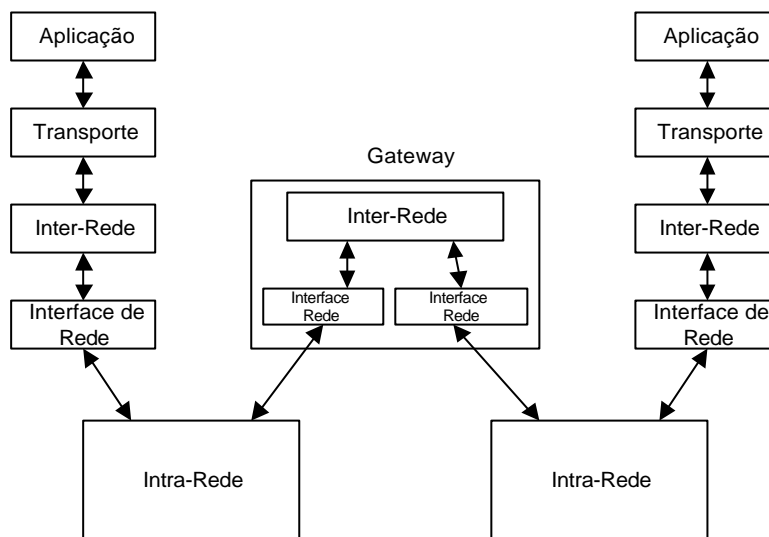 Aplicação
Aplicação
Transporte
Transporte
Gateway
Inter-Rede
Inter-Rede
Inter-Rede
Interface
Rede
Interface
Rede
Interface de
Rede
Interface de
Rede
Intra-Rede
Intra-Rede